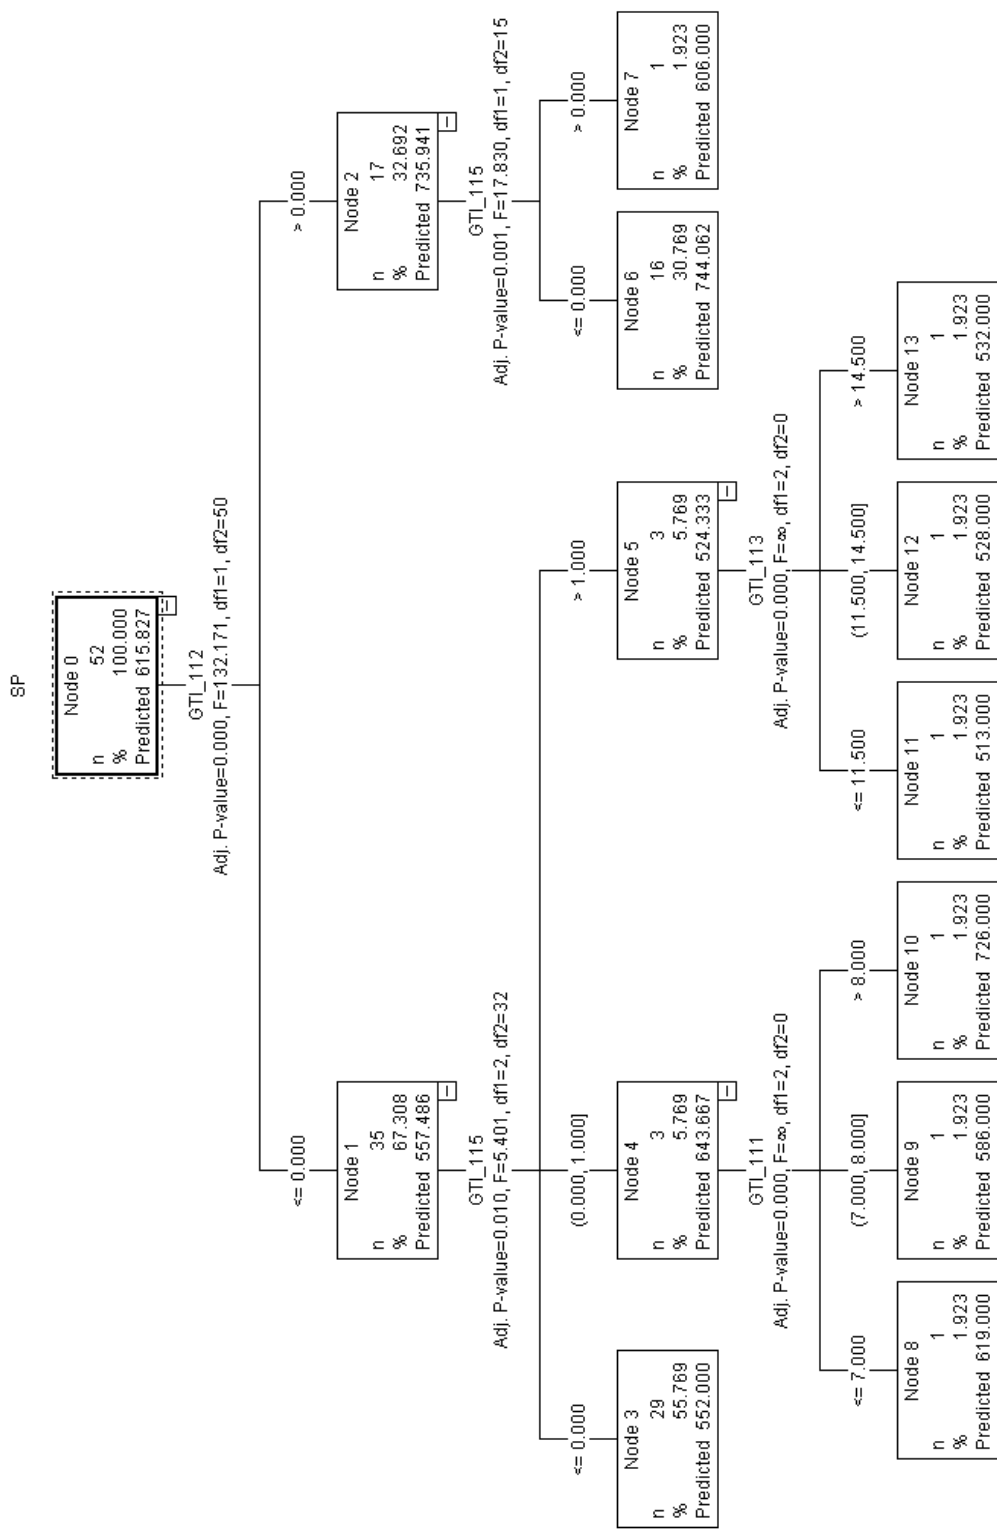 SP
Node 0
n 52
% 100.000
Predicted 615.827
GTI_112
Adj. P-value=0.000, F=132.171, df1=1, df2=50
<= 0.000
> 0.000
Node 1
n 35
% 67.308
Predicted 557.486
Node 2
n 17
% 32.692
Predicted 735.941
GTI_115
Adj. P-value=0.010, F=5.401, df1=2, df2=32
GTI_115
Adj. P-value=0.001, F=17.830, df1=1, df2=15
<= 0.000
(0.000, 1.000]
> 1.000
<= 0.000
> 0.000
Node 3
n 29
% 55.769
Predicted 552.000
Node 4
n 3
% 5.769
Predicted 643.667
Node 5
n 3
% 5.769
Predicted 524.333
Node 6
n 16
% 30.769
Predicted 744.062
Node 7
n 1
% 1.923
Predicted 606.000
GTI_111
Adj. P-value=0.000, F=∞, df1=2, df2=0
GTI_113
Adj. P-value=0.000, F=∞, df1=2, df2=0
<= 7.000
(7.000, 8.000]
> 8.000
<= 11.500
(11.500, 14.500]
> 14.500
Node 8
n 1
% 1.923
Predicted 619.000
Node 9
n 1
% 1.923
Predicted 586.000
Node 10
n 1
% 1.923
Predicted 726.000
Node 11
n 1
% 1.923
Predicted 513.000
Node 12
n 1
% 1.923
Predicted 528.000
Node 13
n 1
% 1.923
Predicted 532.000